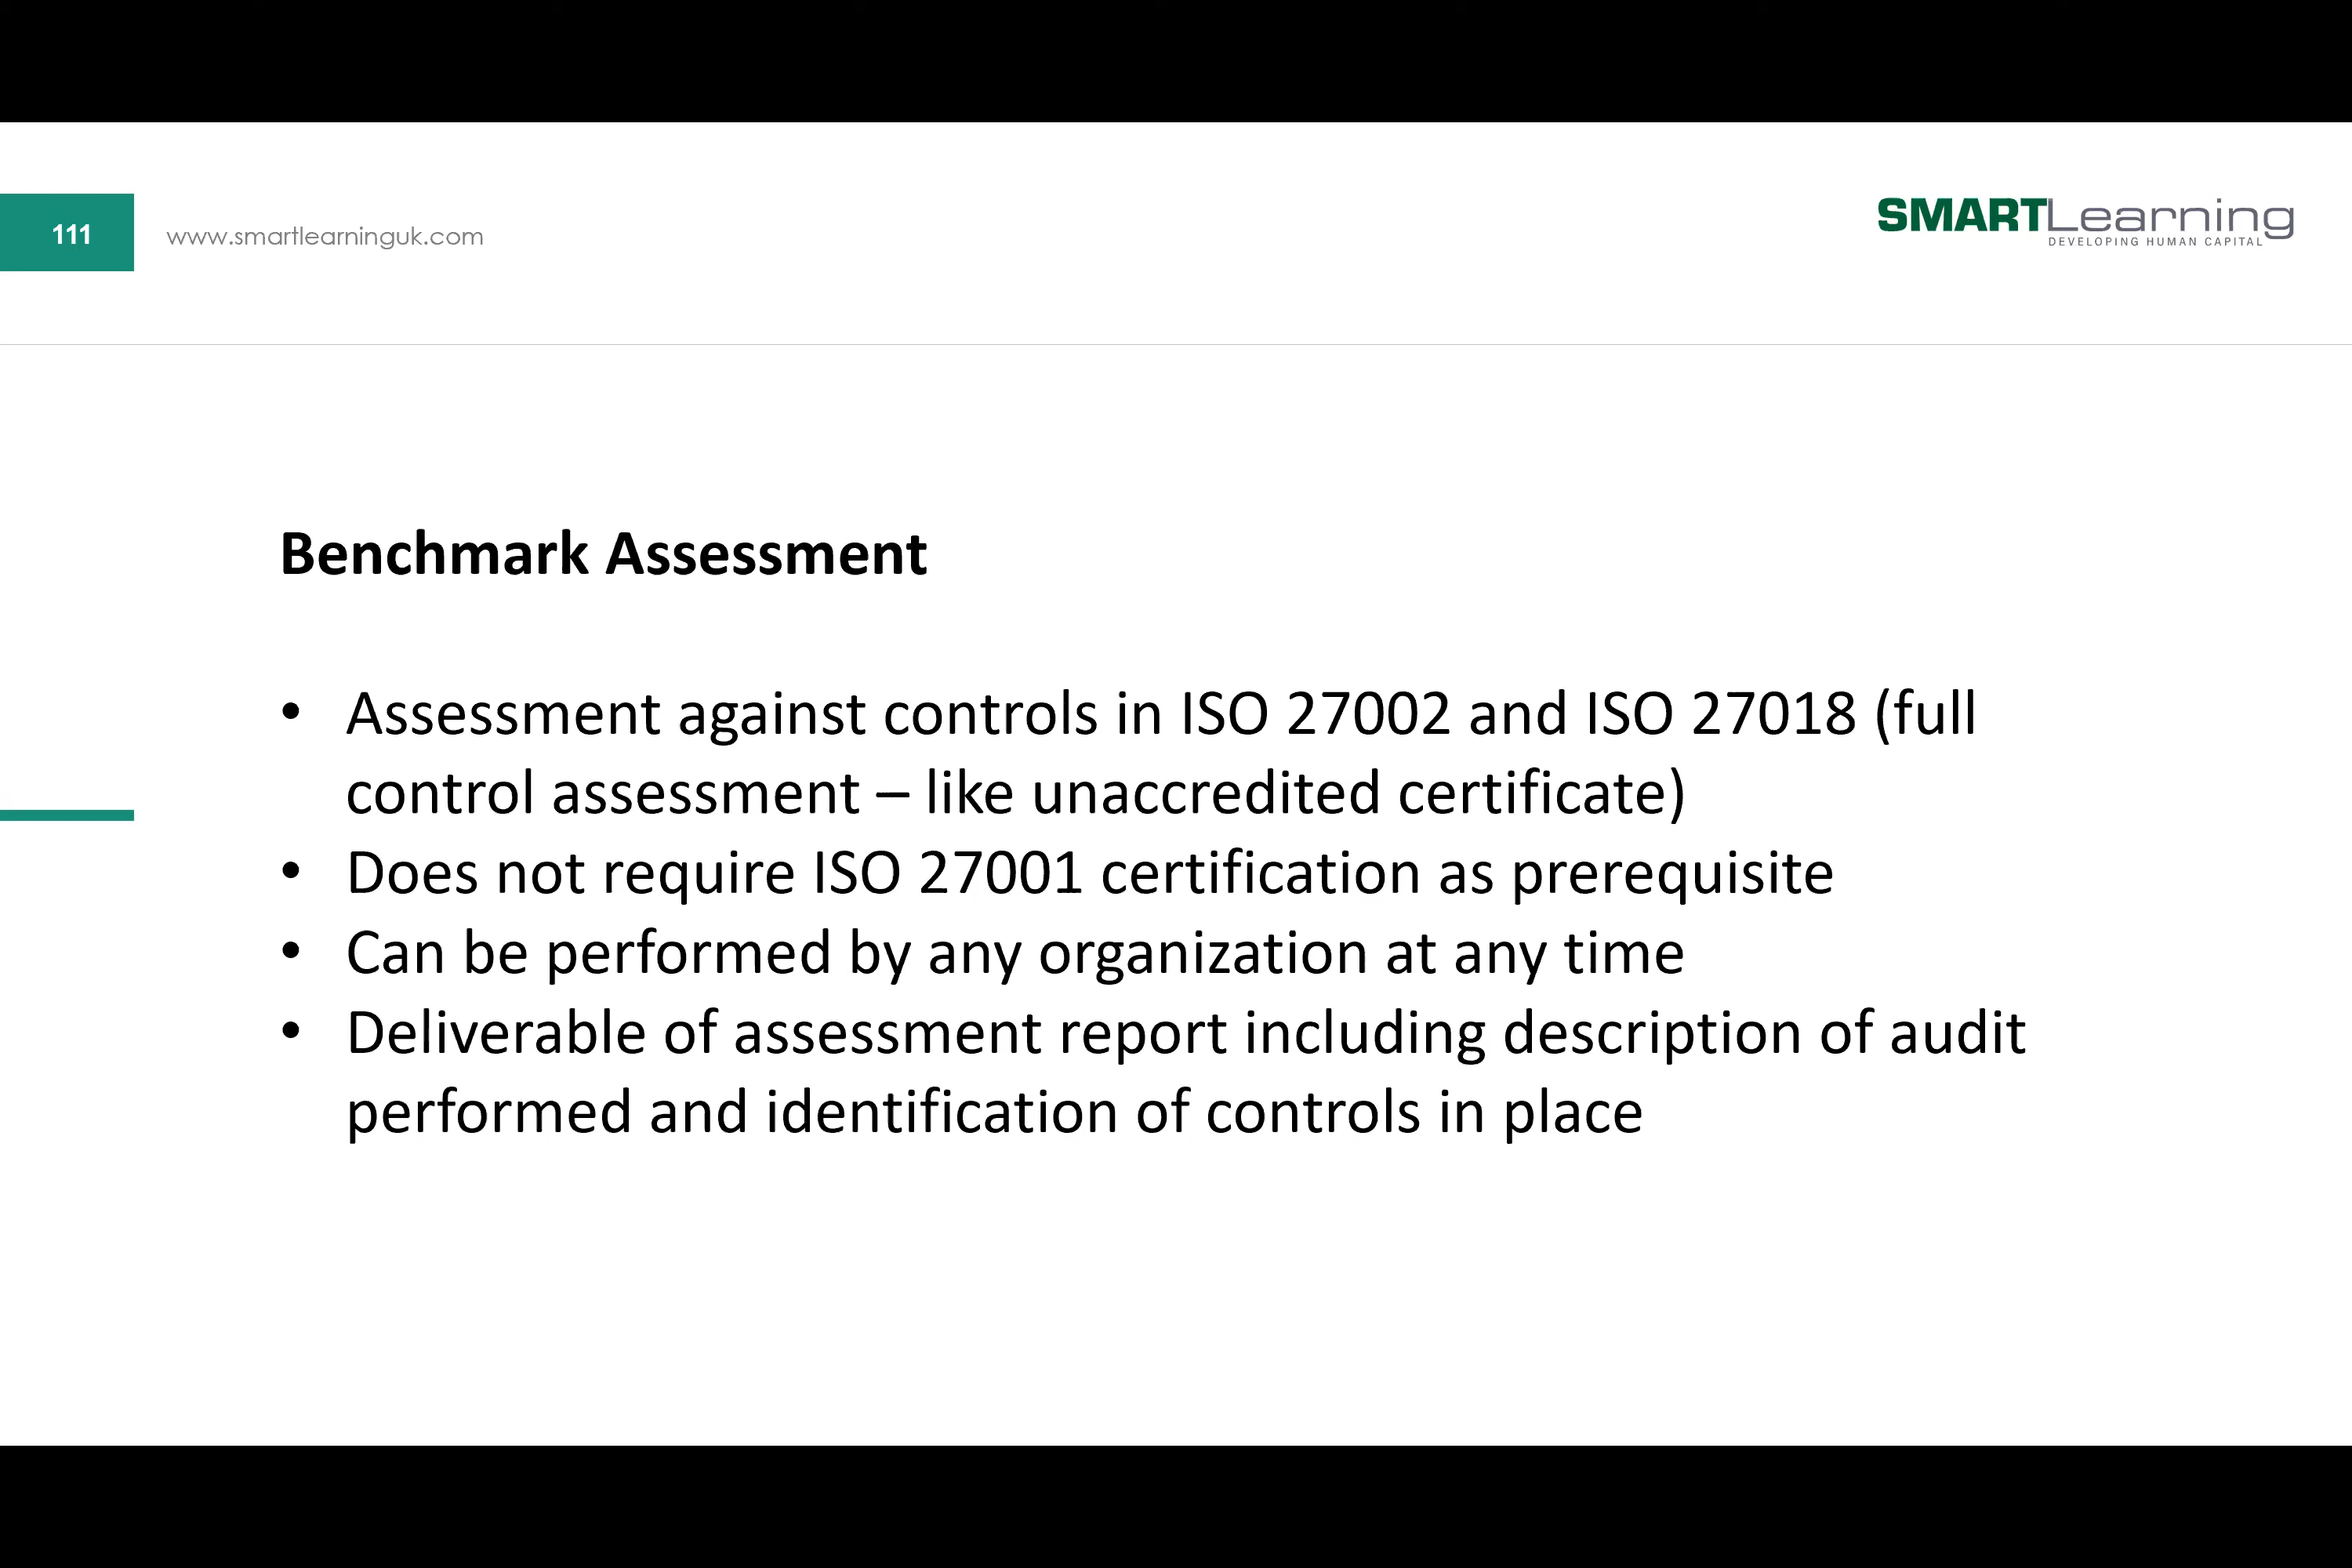 111
www.smartlearninguk.com
SMARTLearning
DEVELOPING HUMAN CAPITAL
Benchmark Assessment
• Assessment against controls in ISO 27002 and ISO 27018 (full
control assessment – like unaccredited certificate)
• Does not require ISO 27001 certification as prerequisite
• Can be performed by any organization at any time
• Deliverable of assessment report including description of audit
performed and identification of controls in place